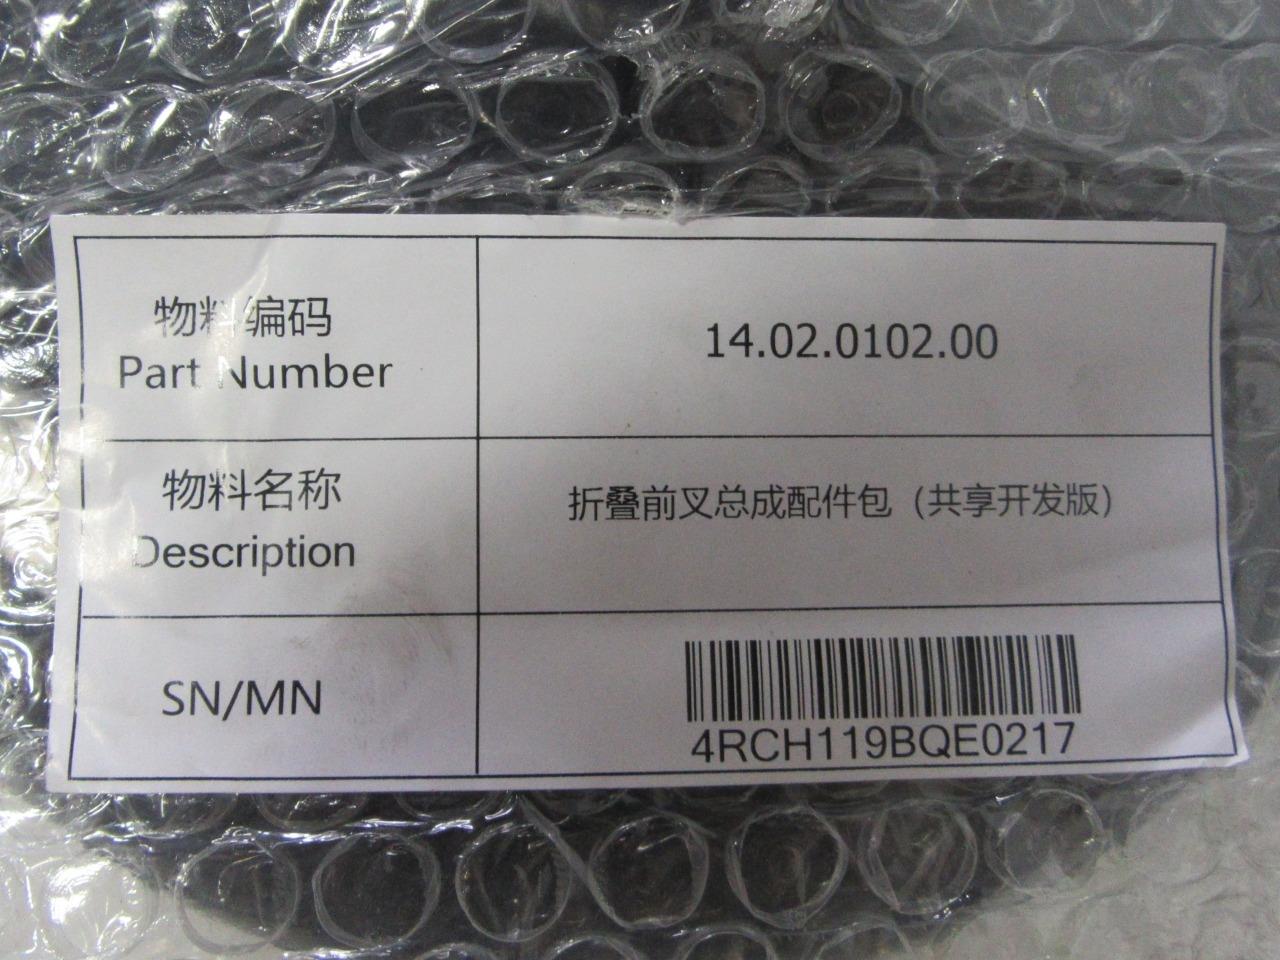 物料编码
Part Number
14.02.0102.00
物料名称
Description
折叠前叉总成配件包（共享开发版）
SN/MN
4RCH119BQE0217